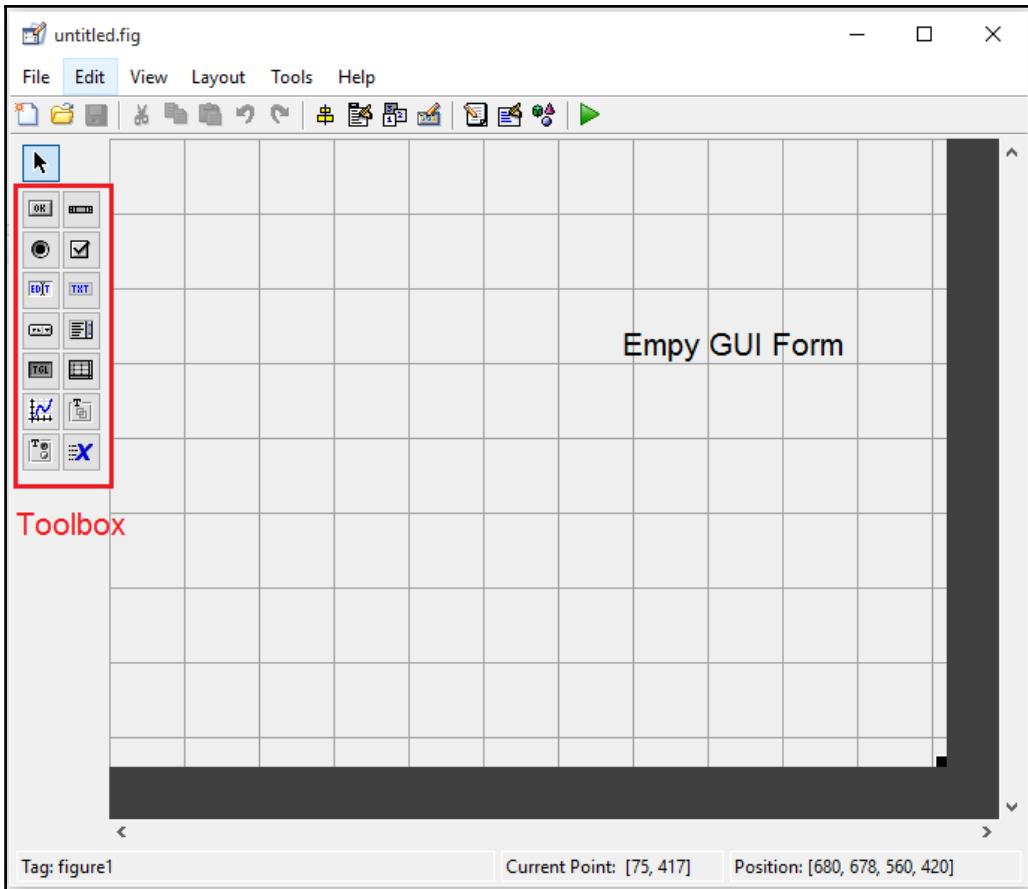 untitled.fig
File Edit View Layout Tools Help
OK
EDIT TXT
Empy GUI Form
TGL
T
T X
Toolbox
Tag: figure1 Current Point: [75, 417] Position: [680, 678, 560, 420]